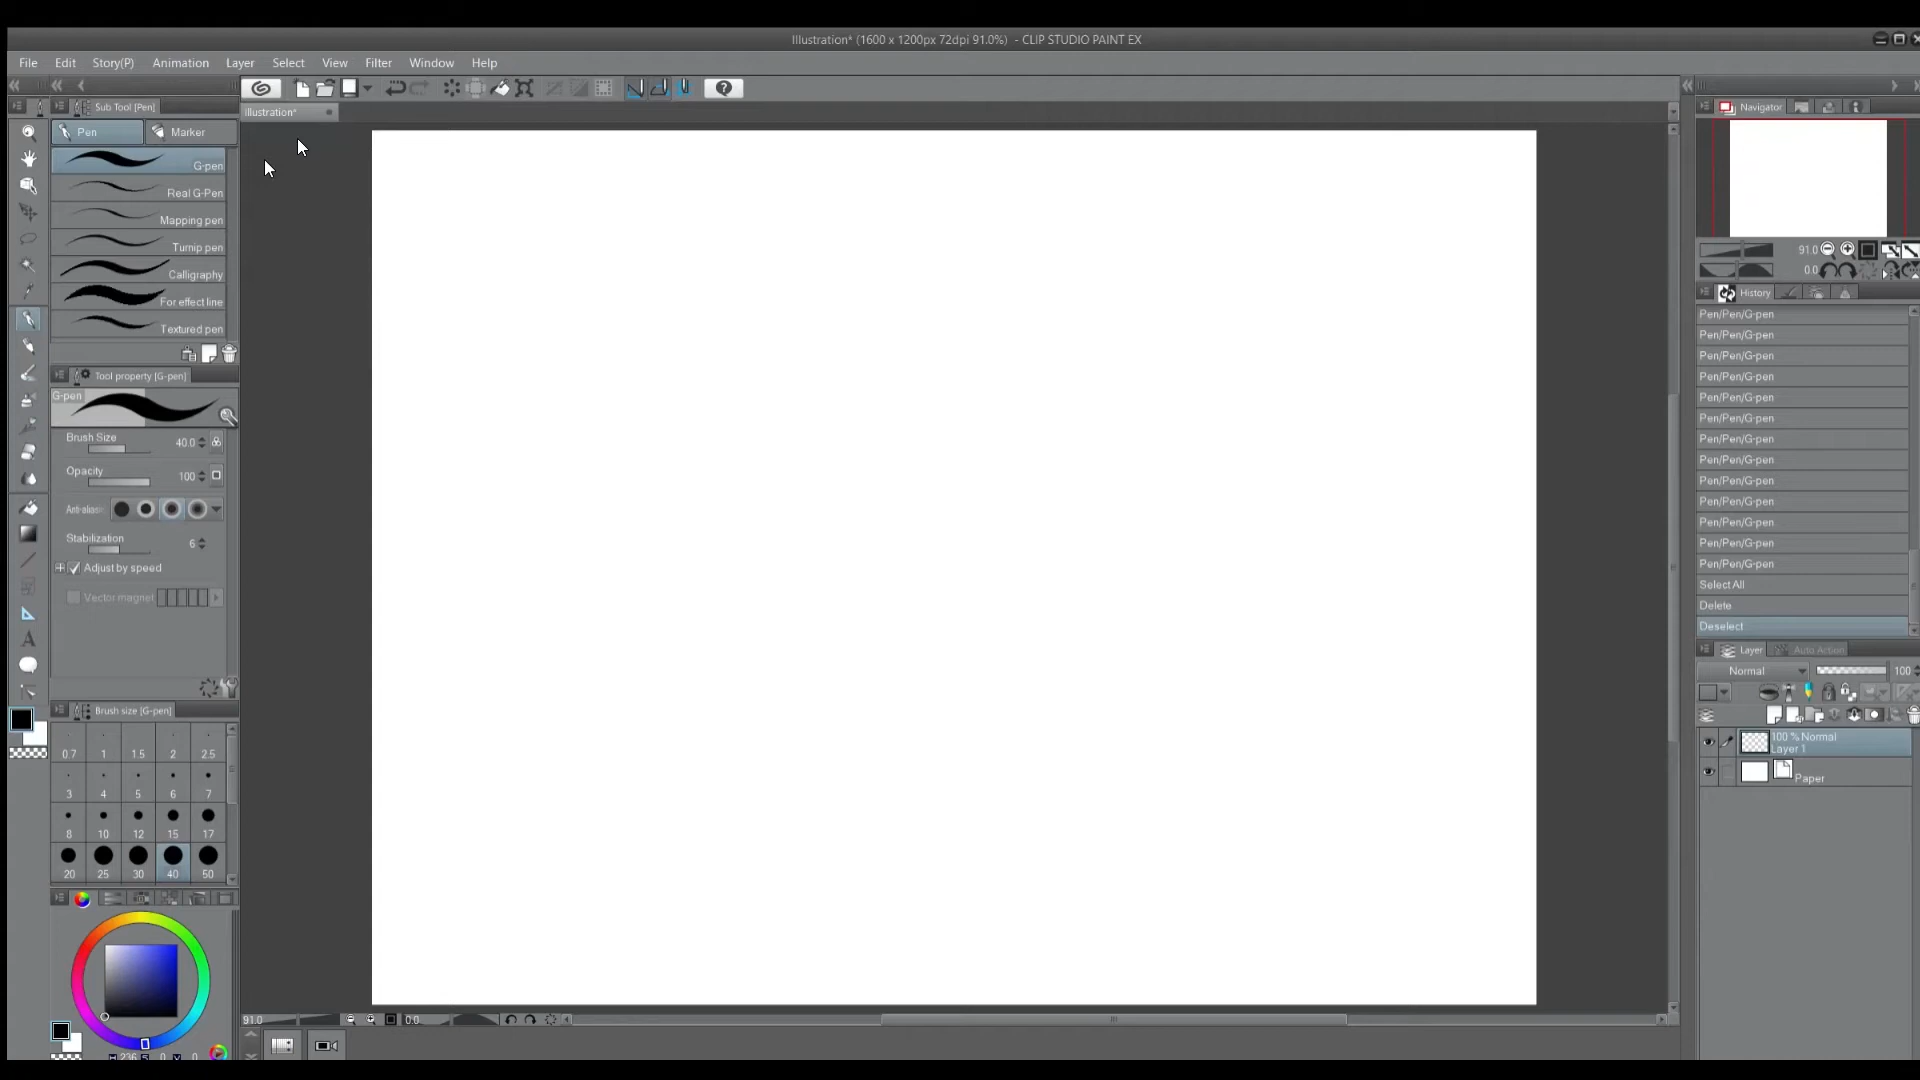 Illustration* (1600 x 1200px 72dpi 91.0%) - CLIP STUDIO PAINT EX
File Edit Story(P) Animation Layer Select View Filter Window Help
Illustration*
Sub Tool [Pen]
Pen Marker
G-pen
Real G-Pen
Mapping pen
Turnip pen
Calligraphy
For effect line
Textured pen
Tool property [G-pen]
G-pen
Brush Size 40.0
Opacity 100
Anti-alias
Stabilization 6
Adjust by speed
Vector magnet
Brush size [G-pen]
0.7 1 1.5 2 2.5
3 4 5 6 7
8 10 12 15 17
20 25 30 40 50
H 236 S 0 V 0
91.0 0.0
Navigator
91.0
0.0
History
Pen/Pen/G-pen
Pen/Pen/G-pen
Pen/Pen/G-pen
Pen/Pen/G-pen
Pen/Pen/G-pen
Pen/Pen/G-pen
Pen/Pen/G-pen
Pen/Pen/G-pen
Pen/Pen/G-pen
Pen/Pen/G-pen
Pen/Pen/G-pen
Pen/Pen/G-pen
Pen/Pen/G-pen
Select All
Delete
Deselect
Layer Auto Action
Normal 100
100 % Normal
Layer 1
Paper